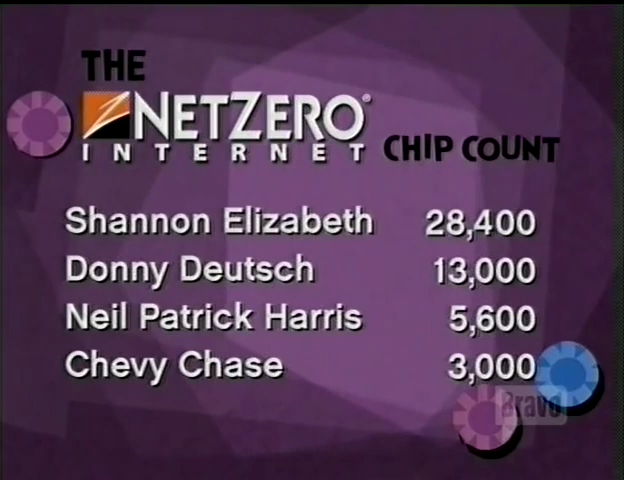 THE
NETZERO®
INTERNET CHIP COUNT
Shannon Elizabeth 28,400
Donny Deutsch 13,000
Neil Patrick Harris 5,600
Chevy Chase 3,000
Bravo